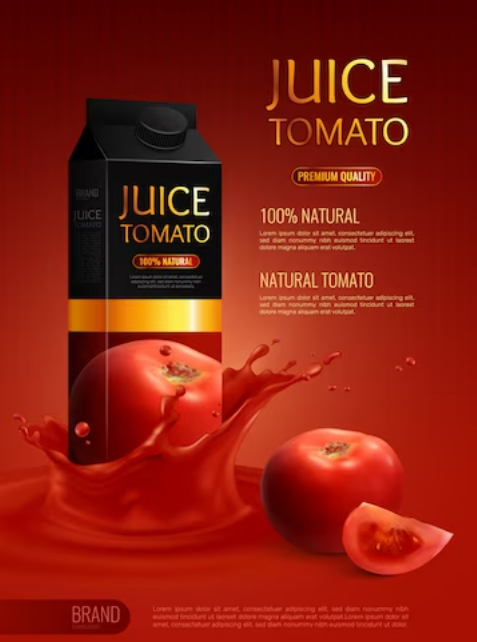 JUICE
TOMATO
PREMIUM QUALITY
100% NATURAL
Lorem ipsum dolor sit amet, consectetuer adipiscing elit,
sed diam nonummy nibh euismod tincidunt ut laoreet
dolore magna aliquam erat volutpat.
NATURAL TOMATO
Lorem ipsum dolor sit amet, consectetuer adipiscing elit,
sed diam nonummy nibh euismod tincidunt ut laoreet
dolore magna aliquam erat volutpat.
BRAND
JUICE
TOMATO
JUICE
TOMATO
100% NATURAL
BRAND